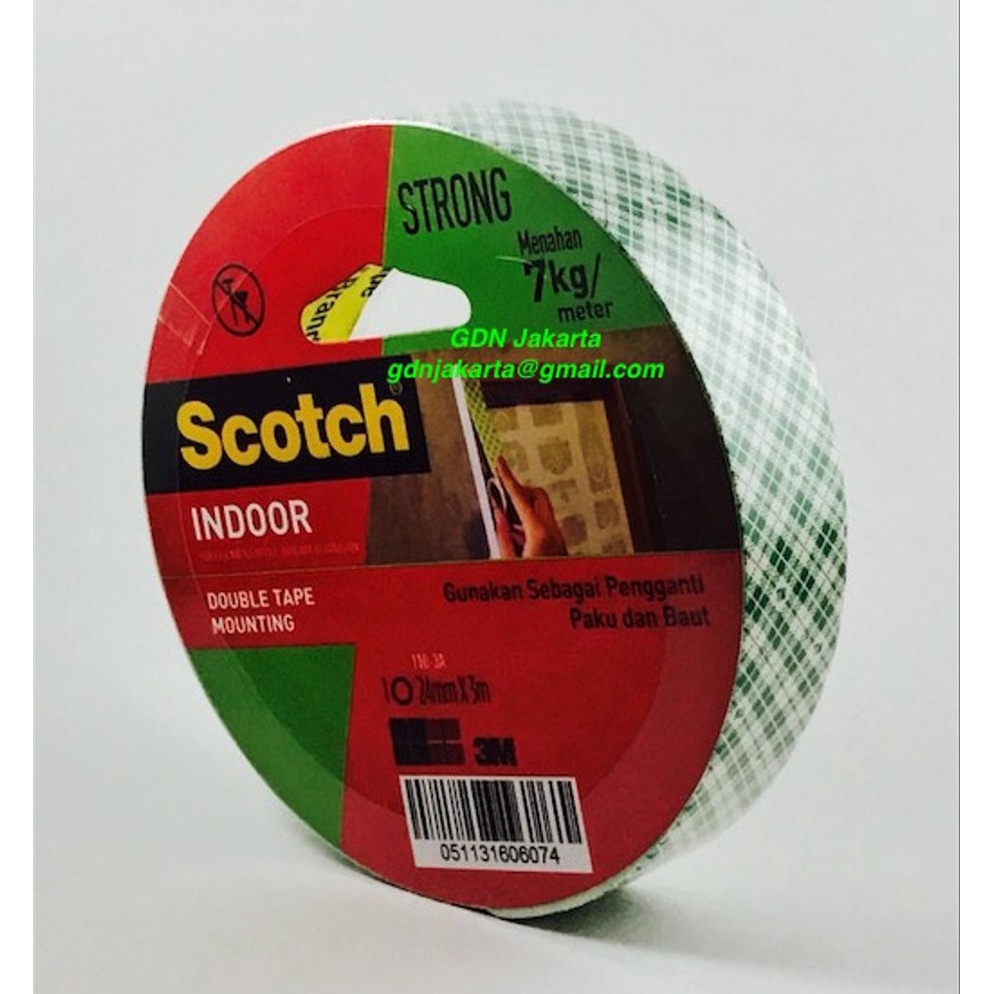 STRONG
Menahan
7kg/
meter
GDN Jakarta
gdnjakarta@gmail.com
Scotch®
INDOOR
DOUBLE TAPE
MOUNTING
Gunakan Sebagai Pengganti
Paku dan Baut
24mm X 3m
3M
051131606074